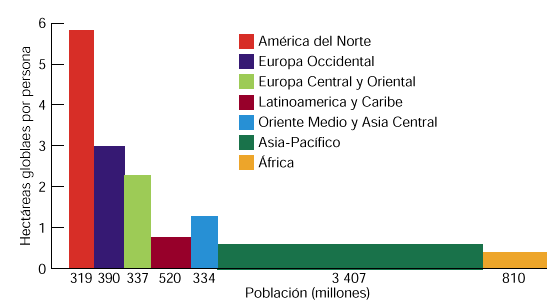 Hectáreas globlaes por persona
6
5
4
3
2
1
0
América del Norte
Europa Occidental
Europa Central y Oriental
Latinoamerica y Caribe
Oriente Medio y Asia Central
Asia-Pacífico
África
319 390 337 520 334 3 407 810
Población (millones)